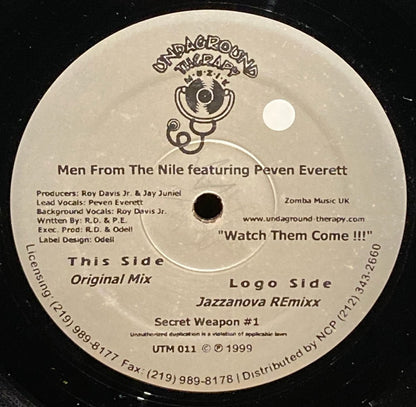 UNDAGROUND
THERAPY
M·U·Z·I·K
Men From The Nile featuring Peven Everett
Producers: Roy Davis Jr. & Jay Juniel
Lead Vocals: Peven Everett
Background Vocals: Roy Davis Jr.
Written By: R.D. & P.E.
Exec. Prod: R.D. & Odell
Label Design: Odell
Zomba Music UK
www.undaground-therapy.com
"Watch Them Come !!!"
This Side
Original Mix
Logo Side
Jazzanova REmixx
Secret Weapon #1
Unauthorized duplication is a violation of applicable laws
UTM 011 © ℗ 1999
Licensing: (219) 989-8177 Fax: (219) 989-8178 | Distributed by NCP (212) 343-2660